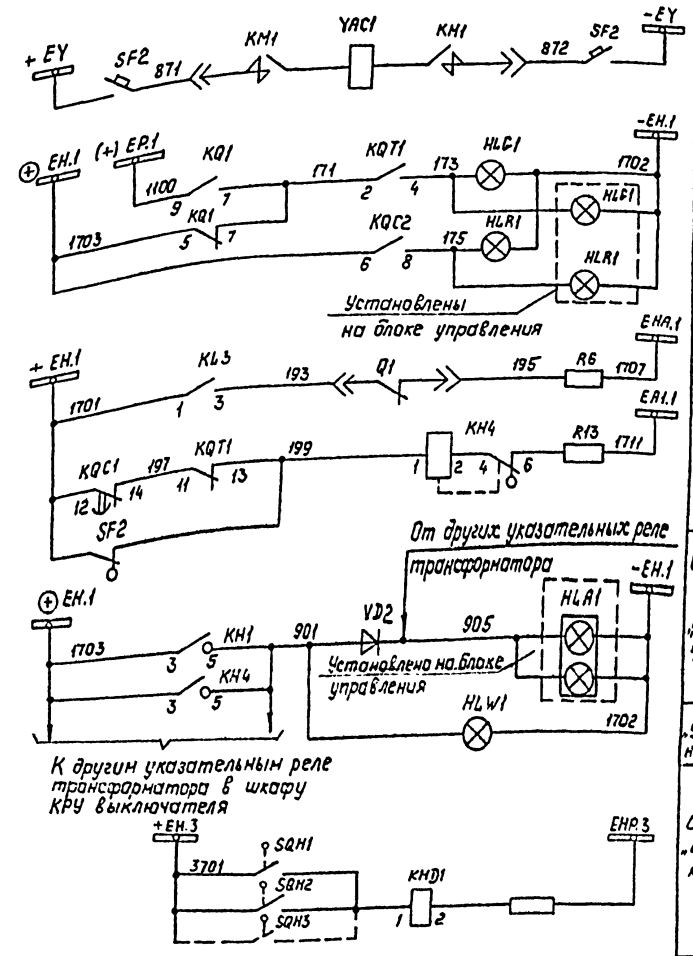 + EY
SF2
871
KM1
YAC1
KM1
872
SF2
-EY
⊕ EH.1
(+) EP.1
1100
KQ1
9
7
171
KQT1
2
4
173
HLG1
1702
-EH.1
1703
KQ1
5
7
KQC2
6
8
175
HLR1
HLG1
HLR1
Установлены
на блоке управления
+ EH.1
1701
KL3
1
3
193
Q1
195
R6
1707
EHA.1
KQC1
12
14
197
KQT1
11
13
199
1
2
KH4
4
6
R13
1711
EA1.1
SF2
От других указательных реле
трансформатора
⊕ EH.1
1703
3
5
KH1
901
VD2
905
HLA1
-EH.1
3
5
KH4
Установлено на блоке
управления
HLW1
1702
К другим указательным реле
трансформатора в шкафу
КРУ выключателя
+EH.3
3701
SQH1
SQH2
SQH3
KHD1
1
2
EHP.3